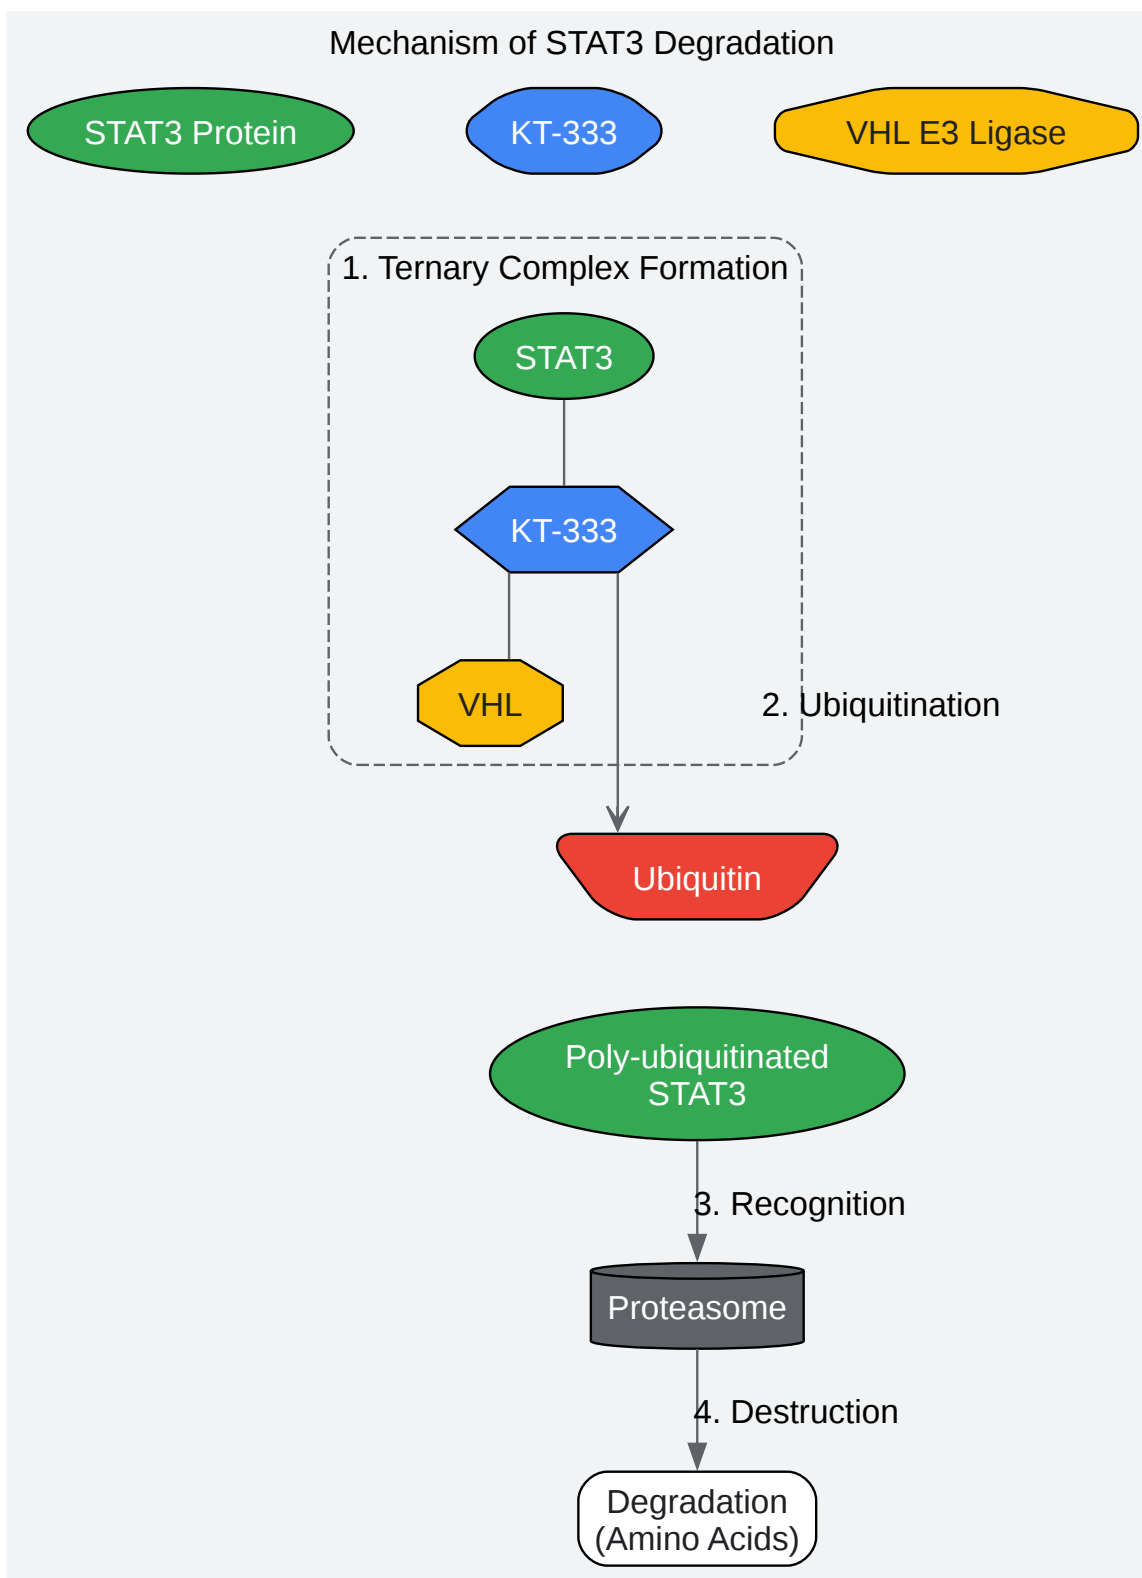 Mechanism of STAT3 Degradation
STAT3 Protein
KT-333
VHL E3 Ligase
1. Ternary Complex Formation
STAT3
KT-333
VHL
2. Ubiquitination
Ubiquitin
Poly-ubiquitinated
STAT3
3. Recognition
Proteasome
4. Destruction
Degradation
(Amino Acids)